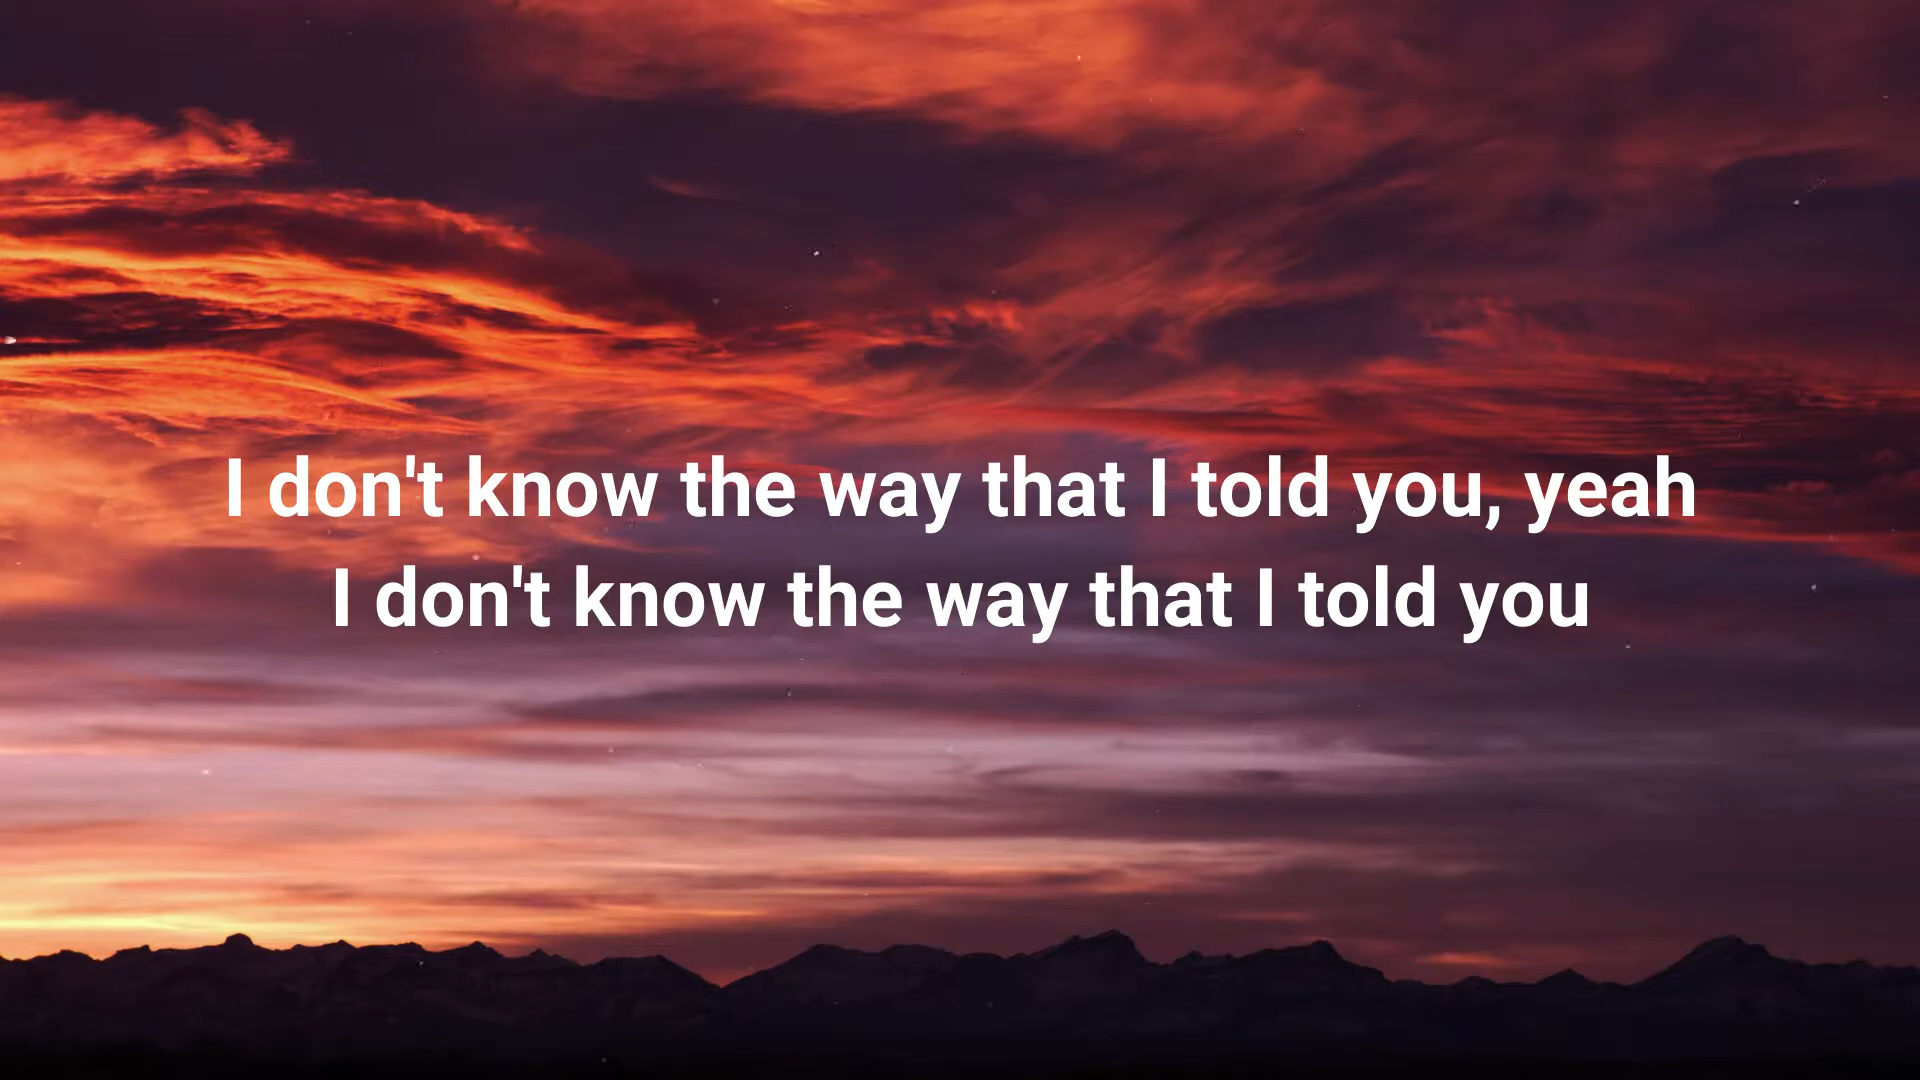 I don't know the way that I told you, yeah
I don't know the way that I told you